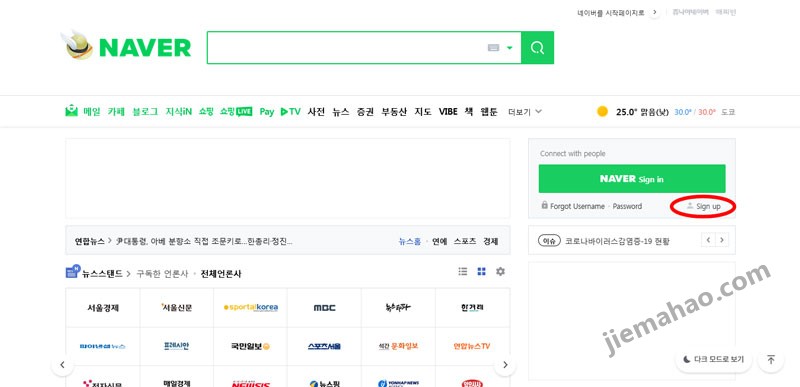 네이버를 시작페이지로 쥬니어네이버 해피빈
NAVER
메일 카페 블로그 지식iN 쇼핑 쇼핑LIVE Pay TV 사전 뉴스 증권 부동산 지도 VIBE 책 웹툰 더보기
25.0° 맑음(낮) 30.0° / 30.0° 도쿄
Connect with people
NAVER Sign in
Forgot Username · Password Sign up
연합뉴스 > 尹대통령, 아베 분향소 직접 조문키로...한총리·정진... 뉴스홈 · 연예 스포츠 경제
이슈 코로나바이러스감염증-19 현황
뉴스스탠드 > 구독한 언론사 · 전체언론사
서울경제 서울신문 sportalkorea MBC 뉴스타파 한겨레
파이낸셜뉴스 프레시안 국민일보 스포츠서울 석간 문화일보 연합뉴스TV
전자신문 매일경제 NEWSIS 뉴스핌 YONHAP NEWS
다크 모드로 보기
jiemahao.com